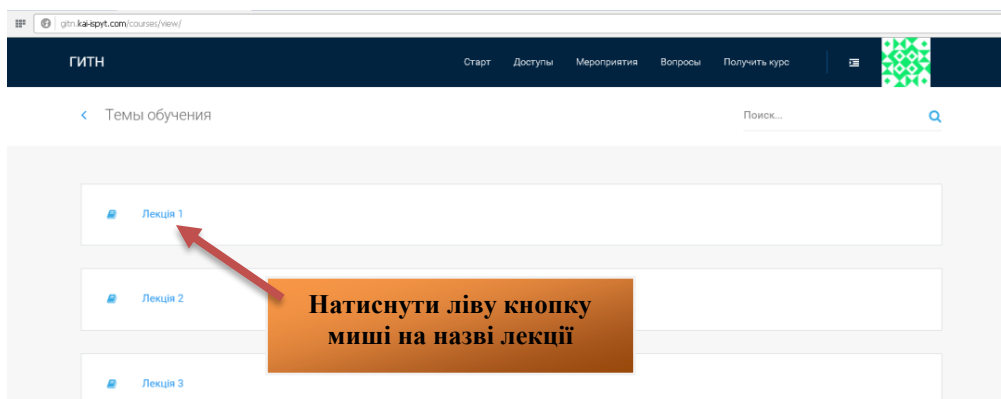 gitn.kai-ispyt.com/courses/view/
ГИТН Старт Доступы Мероприятия Вопросы Получить курс
Темы обучения Поиск...
Лекція 1
Лекція 2
Натиснути ліву кнопку
миші на назві лекції
Лекція 3